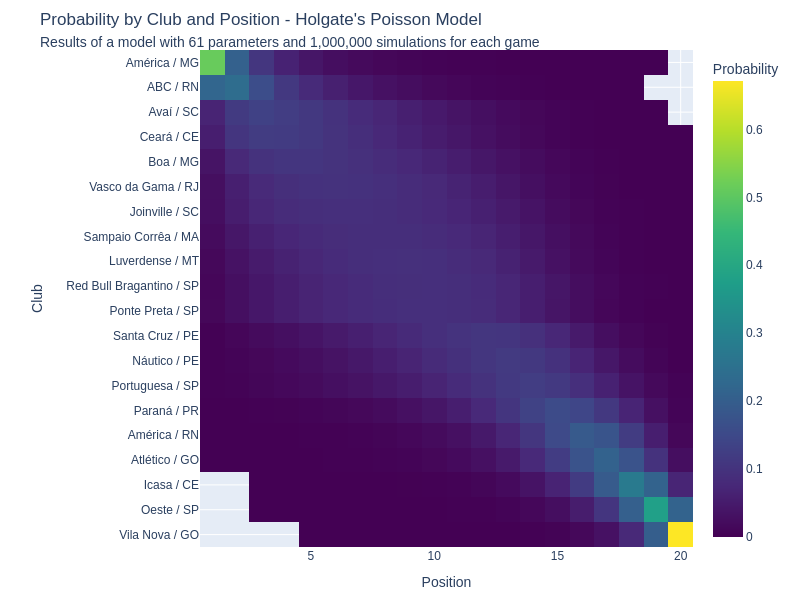 Probability by Club and Position - Holgate's Poisson Model
Results of a model with 61 parameters and 1,000,000 simulations for each game
Probability
América / MG
ABC / RN
Avaí / SC
Ceará / CE
Boa / MG
Vasco da Gama / RJ
Joinville / SC
Sampaio Corrêa / MA
Luverdense / MT
Red Bull Bragantino / SP
Ponte Preta / SP
Santa Cruz / PE
Náutico / PE
Portuguesa / SP
Paraná / PR
América / RN
Atlético / GO
Icasa / CE
Oeste / SP
Vila Nova / GO
Club
5
10
15
20
Position
0.6
0.5
0.4
0.3
0.2
0.1
0